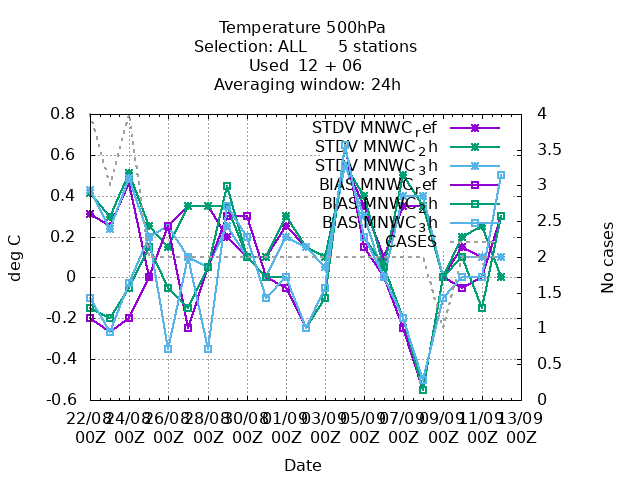 Temperature 500hPa
Selection: ALL 5 stations
Used 12 + 06
Averaging window: 24h
0.8
0.6
0.4
0.2
0
-0.2
-0.4
-0.6
deg C
4
3.5
3
2.5
2
1.5
1
0.5
0
No cases
STDV MNWC_ref
STDV MNWC_2h
STDV MNWC_3h
BIAS MNWC_ref
BIAS MNWC_2h
BIAS MNWC_3h
CASES
22/08 24/08 26/08 28/08 30/08 01/09 03/09 05/09 07/09 09/09 11/09 13/09
00Z 00Z 00Z 00Z 00Z 00Z 00Z 00Z 00Z 00Z 00Z 00Z
Date